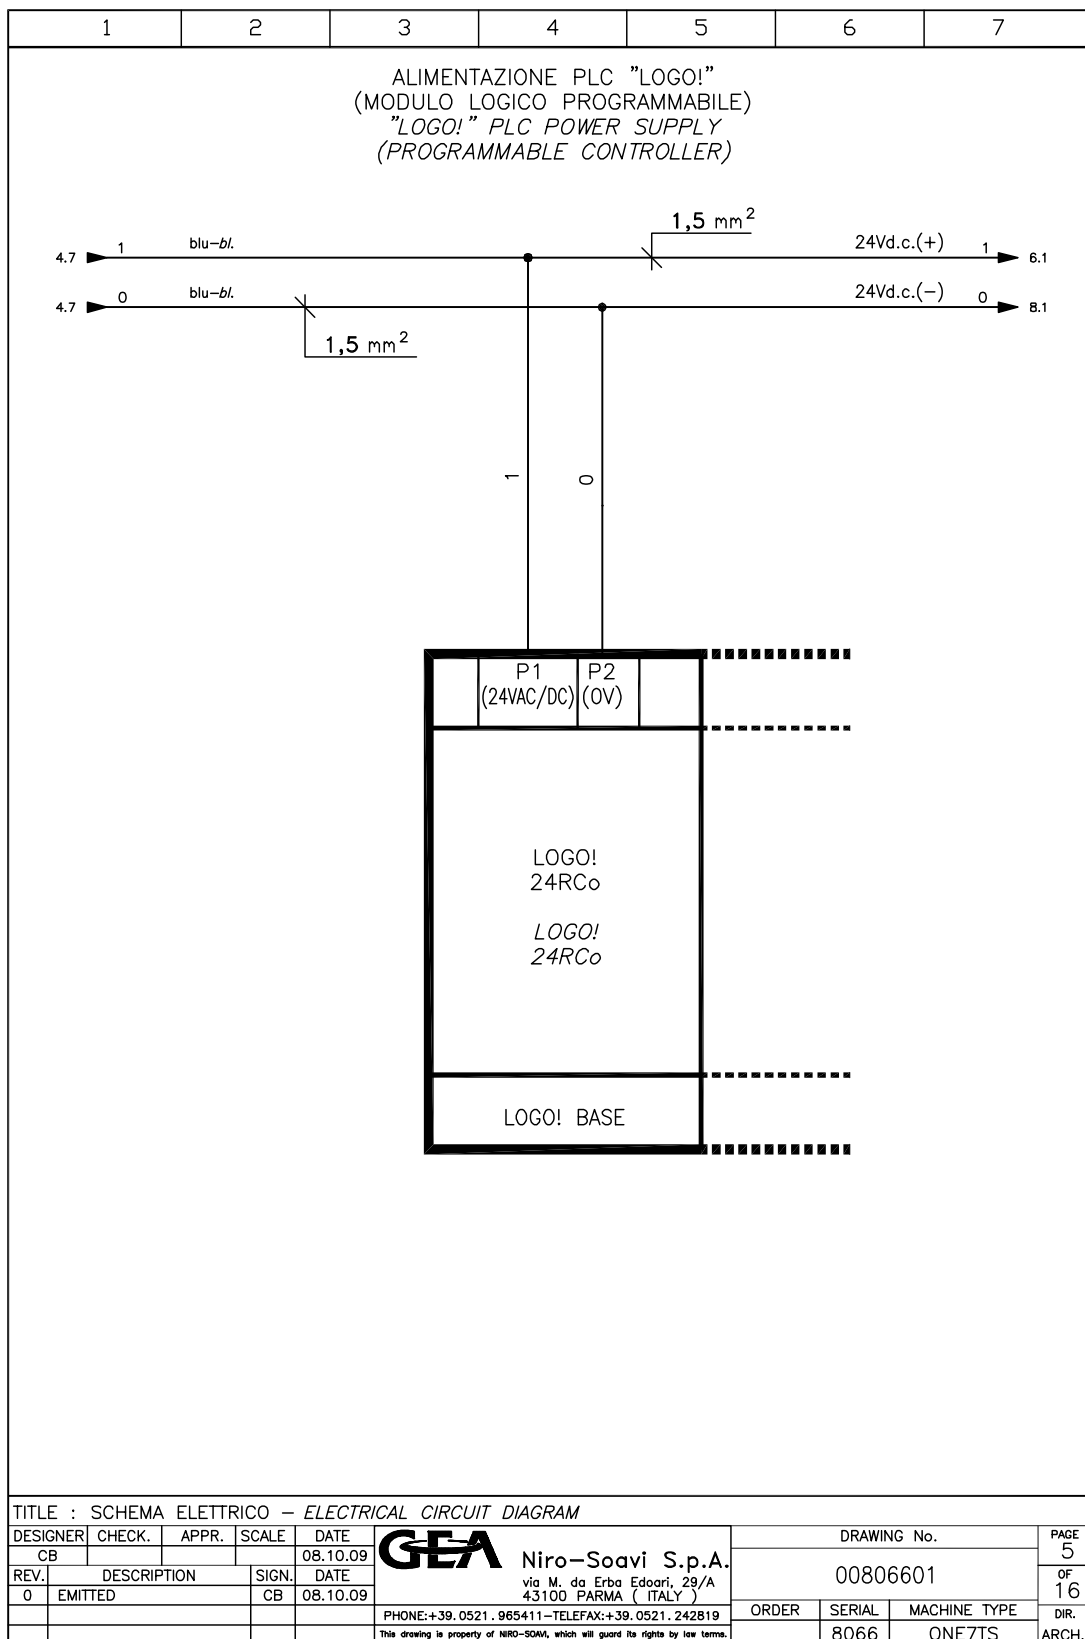 1 2 3 4 5 6 7
ALIMENTAZIONE PLC "LOGO!"
(MODULO LOGICO PROGRAMMABILE)
"LOGO!" PLC POWER SUPPLY
(PROGRAMMABLE CONTROLLER)
1,5 mm²
4.7 1 blu-bl. 24Vd.c.(+) 1 6.1
4.7 0 blu-bl. 24Vd.c.(-) 0 8.1
1,5 mm²
1 0
P1 P2
(24VAC/DC) (0V)
LOGO!
24RCo
LOGO!
24RCo
LOGO! BASE
TITLE : SCHEMA ELETTRICO - ELECTRICAL CIRCUIT DIAGRAM
DESIGNER CHECK. APPR. SCALE DATE
CB 08.10.09
REV. DESCRIPTION SIGN. DATE
0 EMITTED CB 08.10.09
GEA Niro-Soavi S.p.A.
via M. da Erba Edoari, 29/A
43100 PARMA ( ITALY )
PHONE:+39.0521.965411-TELEFAX:+39.0521.242819
This drawing is property of NIRO-SOAVI, which will guard its rights by law terms.
DRAWING No.
00806601
ORDER SERIAL MACHINE TYPE
8066 ONE7TS
PAGE
5
OF
16
DIR.
ARCH.